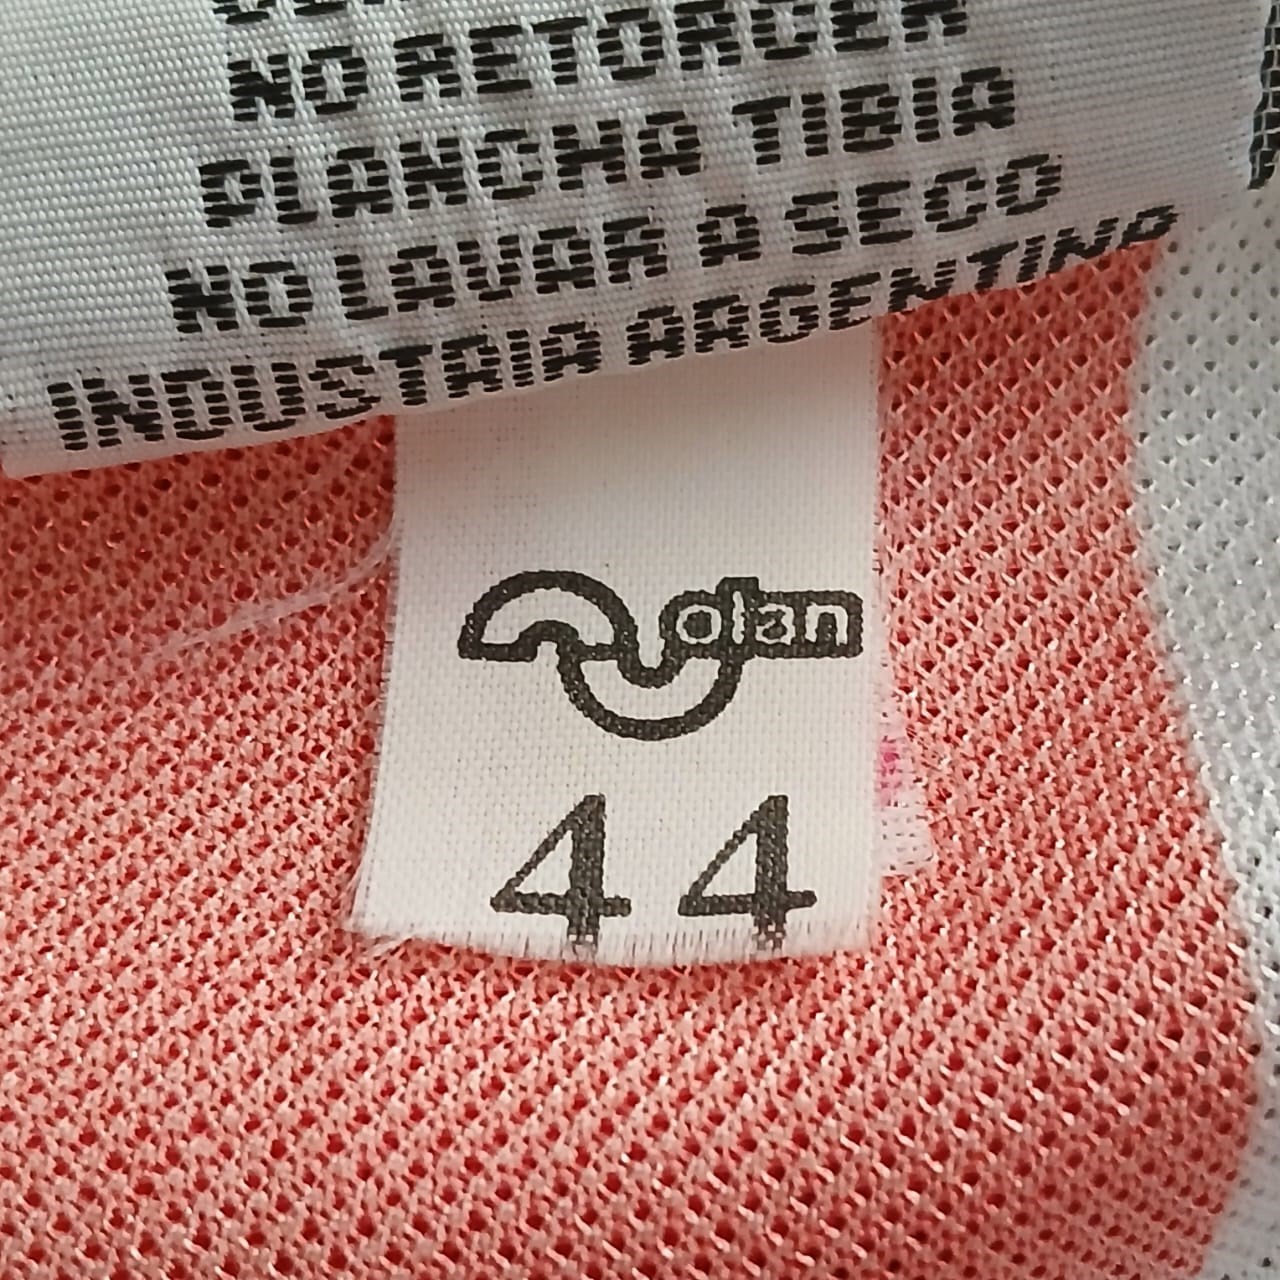 NO RETORCER
PLANCHA TIBIA
NO LAVAR A SECO
INDUSTRIA ARGENTINA
olan
44